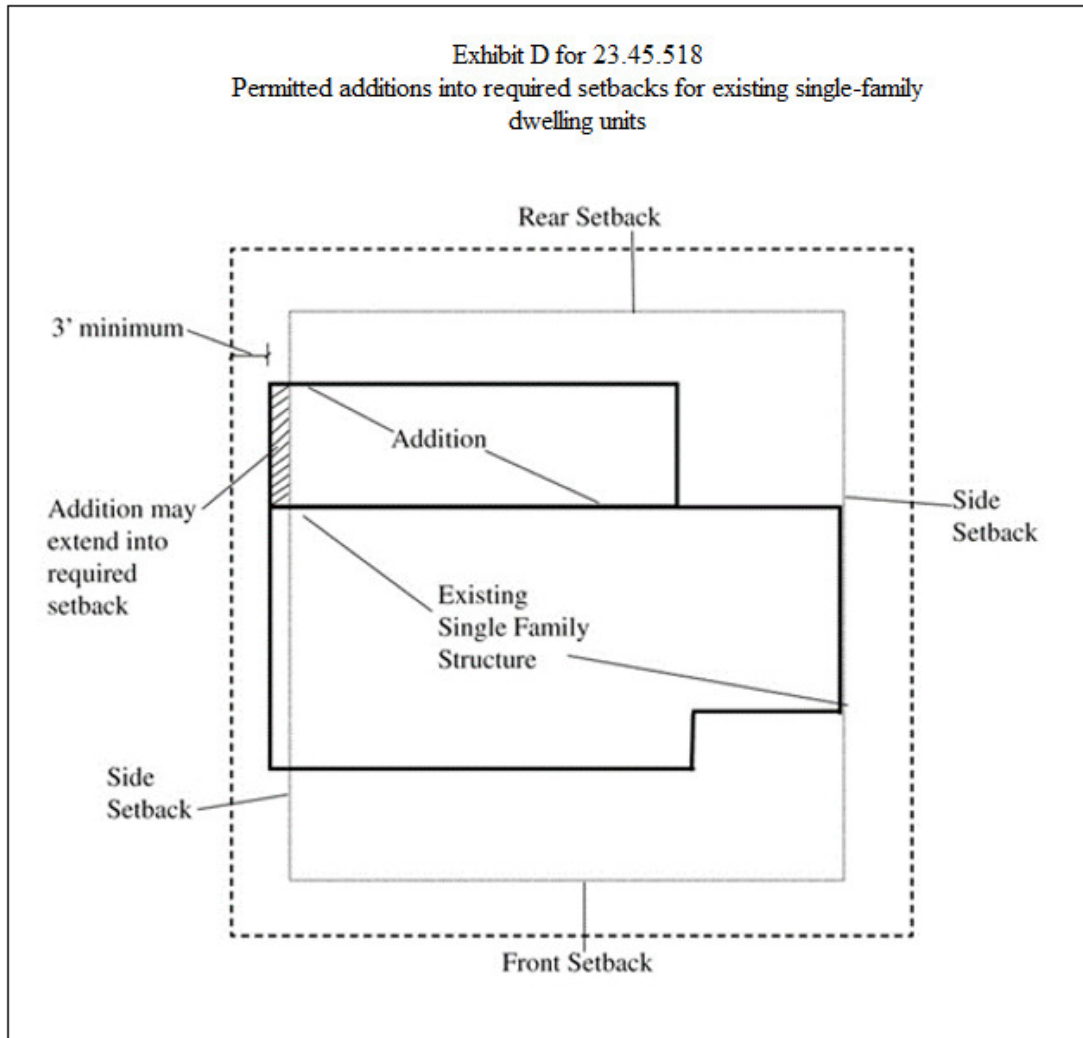 Exhibit D for 23.45.518
Permitted additions into required setbacks for existing single-family
dwelling units
Rear Setback
3’ minimum
Addition
Addition may
extend into
required
setback
Side
Setback
Existing
Single Family
Structure
Side
Setback
Front Setback